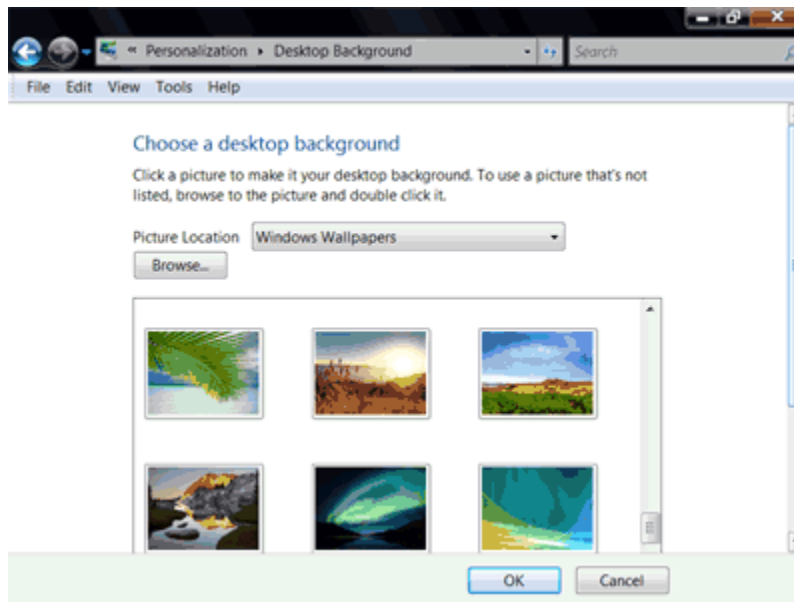 « Personalization ▸ Desktop Background Search
File Edit View Tools Help
Choose a desktop background
Click a picture to make it your desktop background. To use a picture that's not
listed, browse to the picture and double click it.
Picture Location Windows Wallpapers
Browse...
OK Cancel